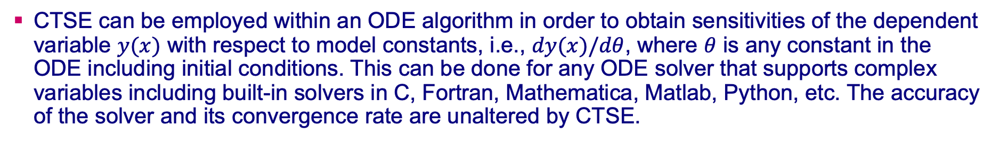 ▪ CTSE can be employed within an ODE algorithm in order to obtain sensitivities of the dependent
variable y(x) with respect to model constants, i.e., dy(x)/dθ, where θ is any constant in the
ODE including initial conditions. This can be done for any ODE solver that supports complex
variables including built-in solvers in C, Fortran, Mathematica, Matlab, Python, etc. The accuracy
of the solver and its convergence rate are unaltered by CTSE.